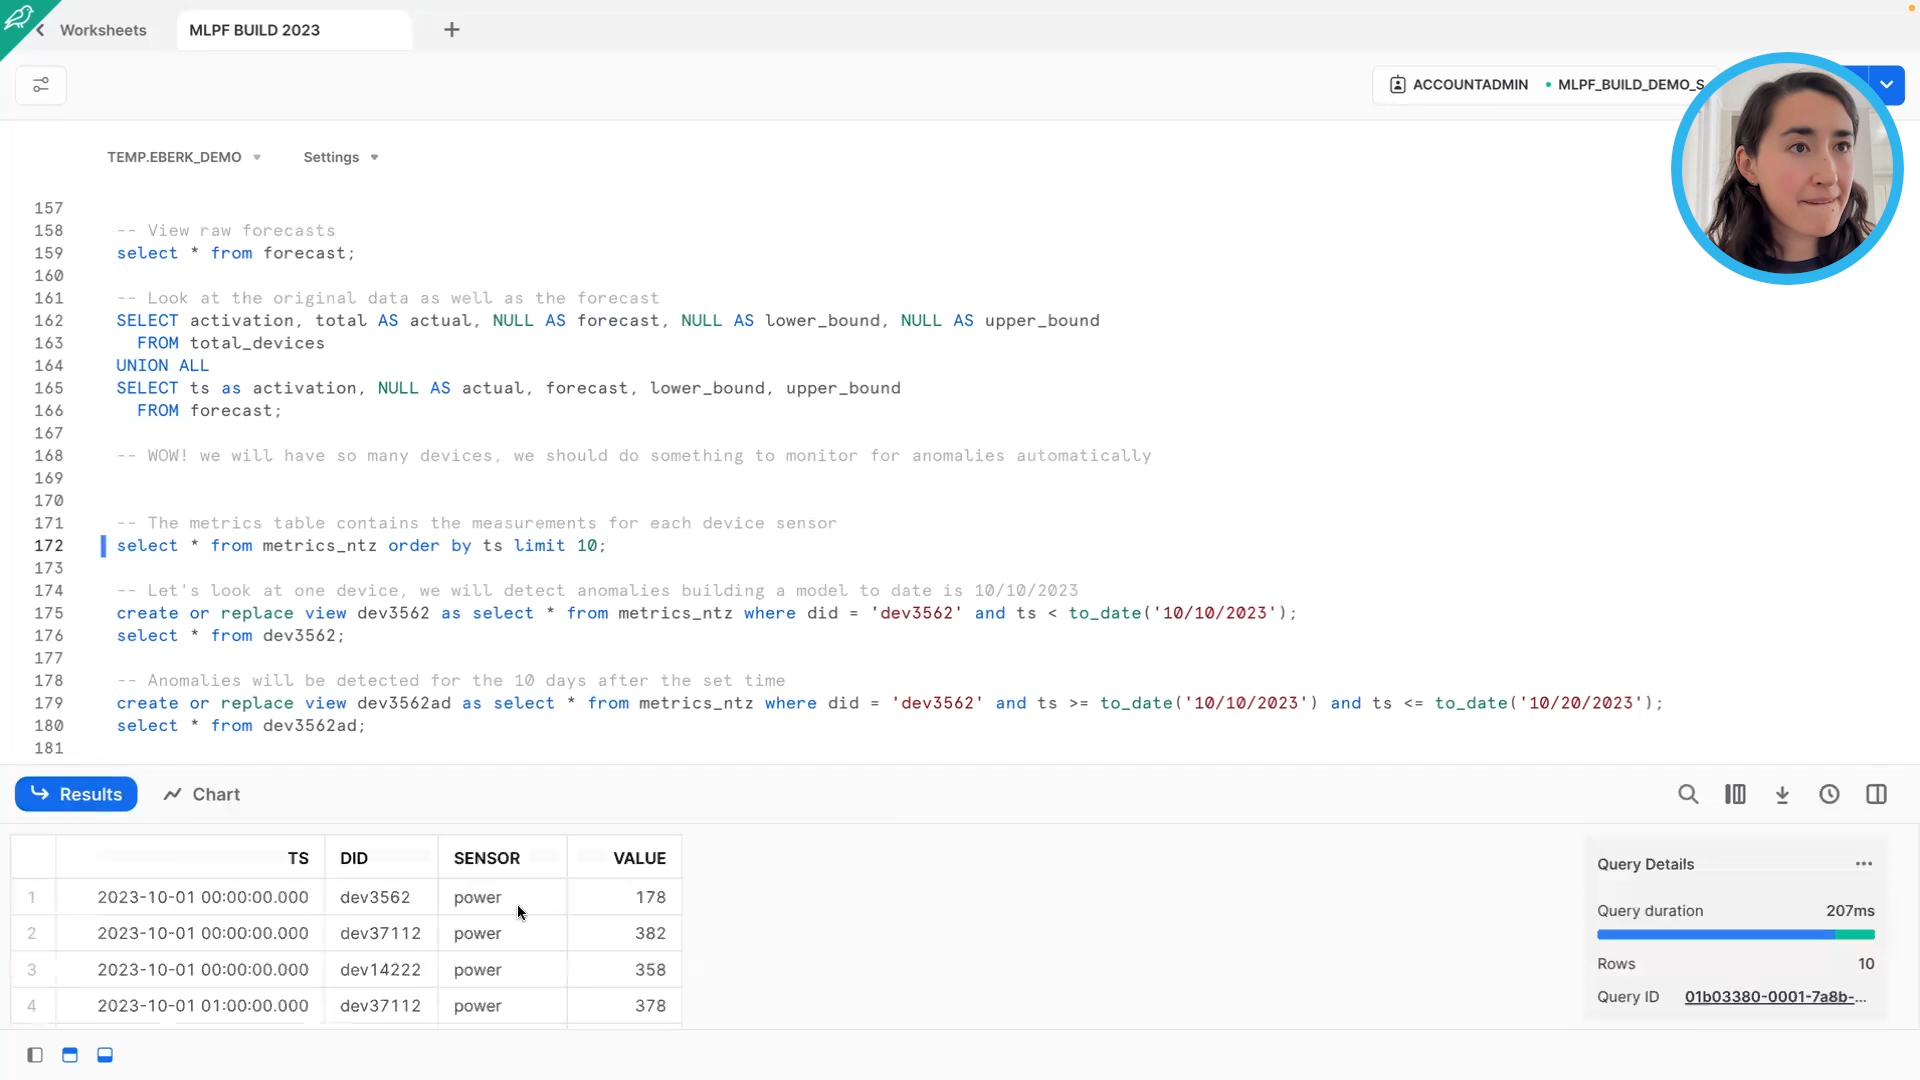 Worksheets
MLPF BUILD 2023
ACCOUNTADMIN
MLPF_BUILD_DEMO_S
TEMP.EBERK_DEMO
Settings
157
158 -- View raw forecasts
159 select * from forecast;
160
161 -- Look at the original data as well as the forecast
162 SELECT activation, total AS actual, NULL AS forecast, NULL AS lower_bound, NULL AS upper_bound
163 FROM total_devices
164 UNION ALL
165 SELECT ts as activation, NULL AS actual, forecast, lower_bound, upper_bound
166 FROM forecast;
167
168 -- WOW! we will have so many devices, we should do something to monitor for anomalies automatically
169
170
171 -- The metrics table contains the measurements for each device sensor
172 select * from metrics_ntz order by ts limit 10;
173
174 -- Let's look at one device, we will detect anomalies building a model to date is 10/10/2023
175 create or replace view dev3562 as select * from metrics_ntz where did = 'dev3562' and ts < to_date('10/10/2023');
176 select * from dev3562;
177
178 -- Anomalies will be detected for the 10 days after the set time
179 create or replace view dev3562ad as select * from metrics_ntz where did = 'dev3562' and ts >= to_date('10/10/2023') and ts <= to_date('10/20/2023');
180 select * from dev3562ad;
181
Results
Chart
TS DID SENSOR VALUE
1 2023-10-01 00:00:00.000 dev3562 power 178
2 2023-10-01 00:00:00.000 dev37112 power 382
3 2023-10-01 00:00:00.000 dev14222 power 358
4 2023-10-01 01:00:00.000 dev37112 power 378
Query Details ...
Query duration 207ms
Rows 10
Query ID 01b03380-0001-7a8b-...